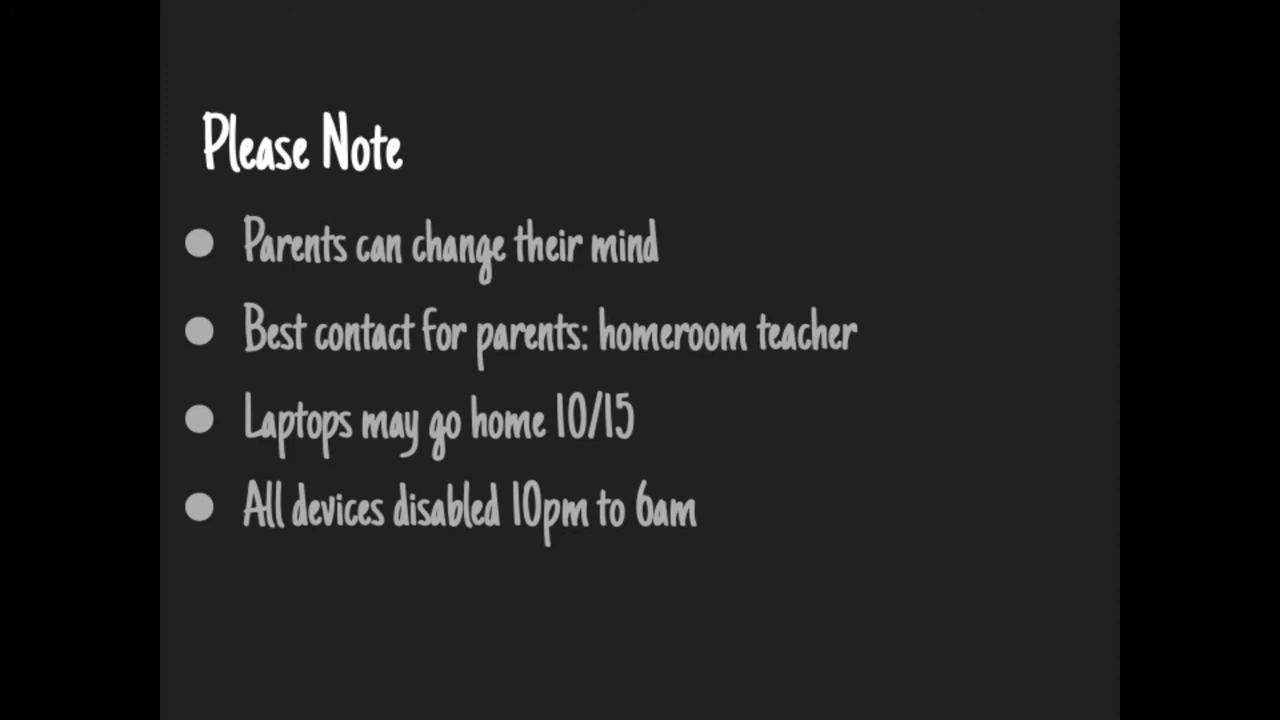 Please Note
Parents can change their mind
Best contact for parents: homeroom teacher
Laptops may go home 10/15
All devices disabled 10pm to 6am